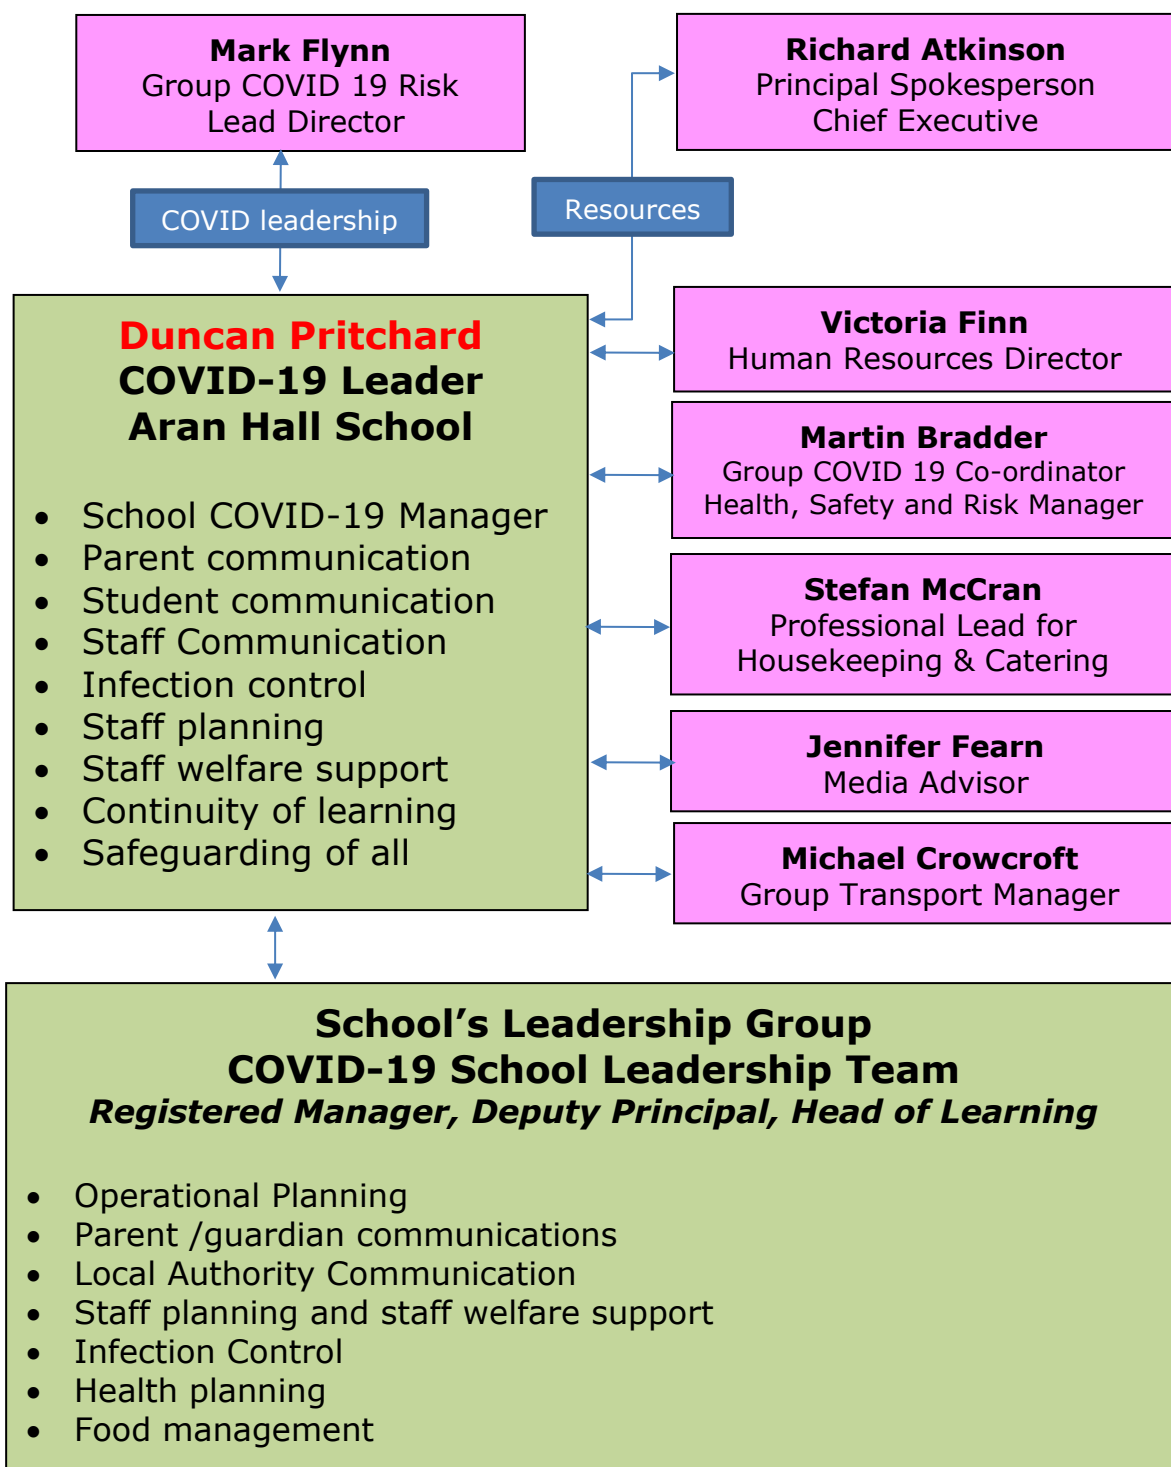 Mark Flynn
Group COVID 19 Risk
Lead Director
Richard Atkinson
Principal Spokesperson
Chief Executive
COVID leadership
Resources
Duncan Pritchard
COVID-19 Leader
Aran Hall School
• School COVID-19 Manager
• Parent communication
• Student communication
• Staff Communication
• Infection control
• Staff planning
• Staff welfare support
• Continuity of learning
• Safeguarding of all
Victoria Finn
Human Resources Director
Martin Bradder
Group COVID 19 Co-ordinator
Health, Safety and Risk Manager
Stefan McCran
Professional Lead for
Housekeeping & Catering
Jennifer Fearn
Media Advisor
Michael Crowcroft
Group Transport Manager
School’s Leadership Group
COVID-19 School Leadership Team
Registered Manager, Deputy Principal, Head of Learning
• Operational Planning
• Parent /guardian communications
• Local Authority Communication
• Staff planning and staff welfare support
• Infection Control
• Health planning
• Food management